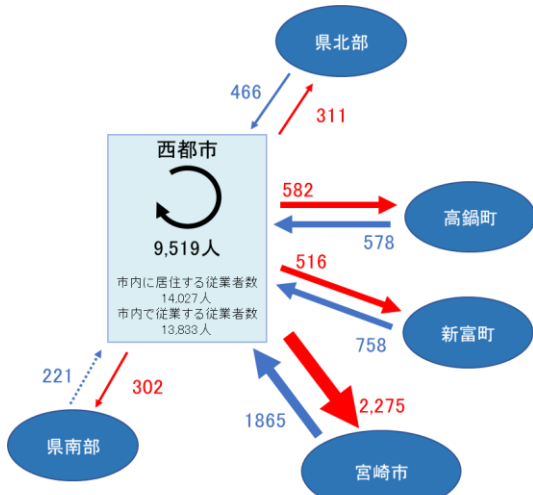 県北部
466
311
西都市
9,519人
市内に居住する従業者数
14,027人
市内で従業する従業者数
13,833人
582
高鍋町
578
516
新富町
758
221
302
県南部
1865
2,275
宮崎市